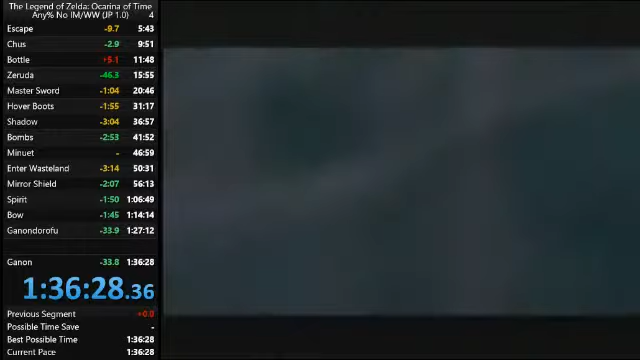 The Legend of Zelda: Ocarina of Time
Any% No IM/WW (JP 1.0) 4
Escape -9.7 5:43
Chus -2.9 9:51
Bottle +5.1 11:48
Zeruda -46.3 15:55
Master Sword -1:04 20:46
Hover Boots -1:55 31:17
Shadow -3:04 36:57
Bombs -2:53 41:52
Minuet - 46:59
Enter Wasteland -3:14 50:31
Mirror Shield -2:07 56:13
Spirit -1:50 1:06:49
Bow -1:45 1:14:14
Ganondorofu -33.9 1:27:12
Ganon -33.8 1:36:28
1:36:28.36
Previous Segment +0.0
Possible Time Save -
Best Possible Time 1:36:28
Current Pace 1:36:28